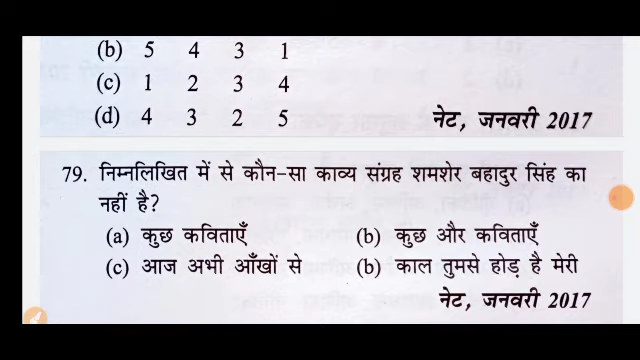 (b) 5 4 3 1
(c) 1 2 3 4
(d) 4 3 2 5 नेट, जनवरी 2017
79. निम्नलिखित में से कौन-सा काव्य संग्रह शमशेर बहादुर सिंह का
नहीं है?
(a) कुछ कविताएँ (b) कुछ और कविताएँ
(c) आज अभी आँखों से (b) काल तुमसे होड़ है मेरी
नेट, जनवरी 2017